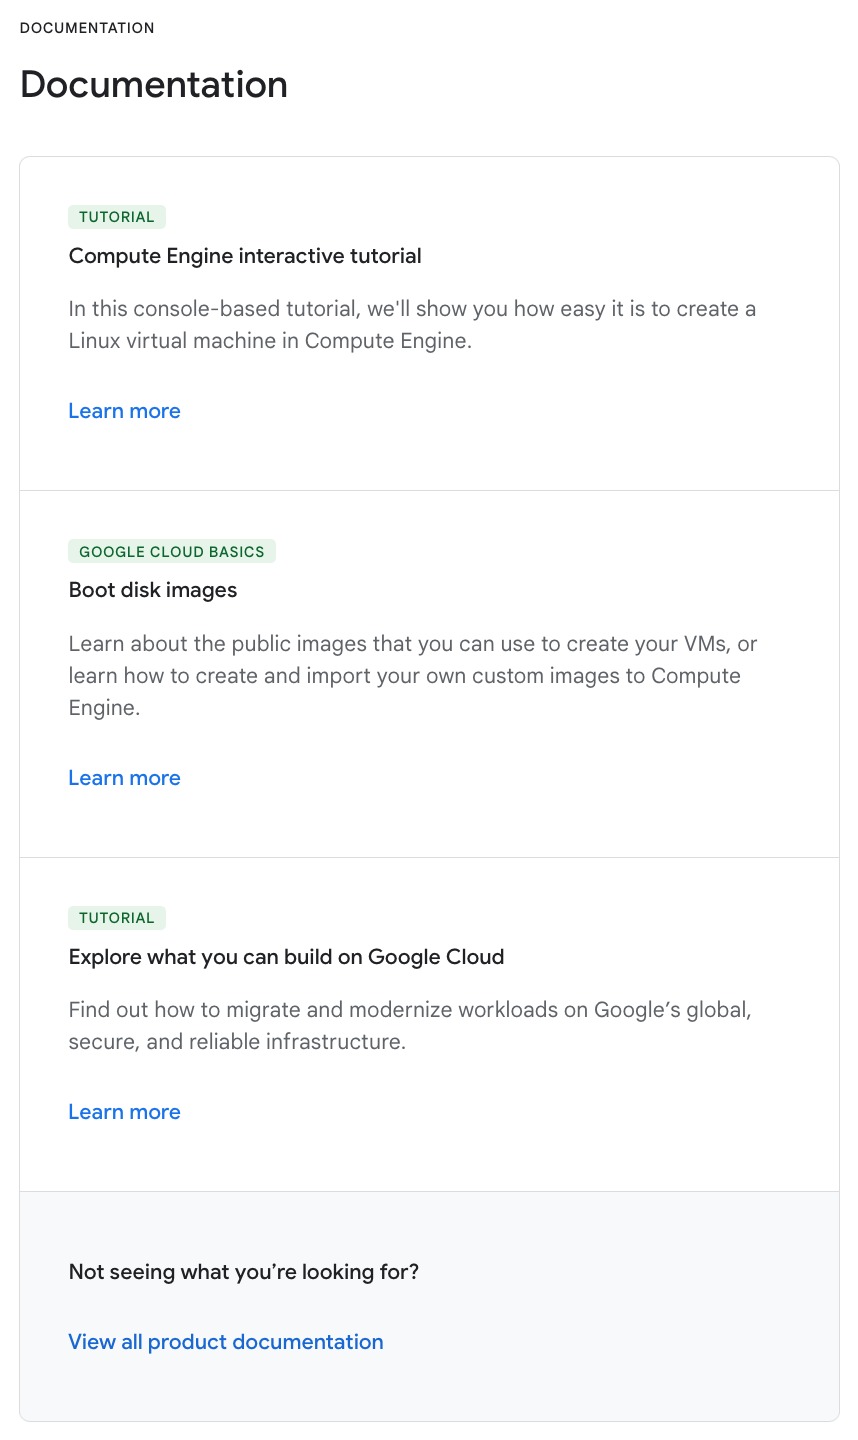 DOCUMENTATION
Documentation
TUTORIAL
Compute Engine interactive tutorial
In this console-based tutorial, we'll show you how easy it is to create a
Linux virtual machine in Compute Engine.
Learn more
GOOGLE CLOUD BASICS
Boot disk images
Learn about the public images that you can use to create your VMs, or
learn how to create and import your own custom images to Compute
Engine.
Learn more
TUTORIAL
Explore what you can build on Google Cloud
Find out how to migrate and modernize workloads on Google’s global,
secure, and reliable infrastructure.
Learn more
Not seeing what you’re looking for?
View all product documentation